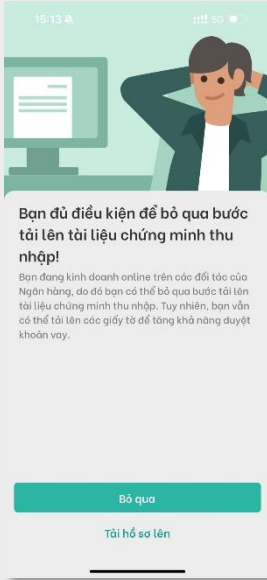 15:13
5G
Bạn đủ điều kiện để bỏ qua bước
tải lên tài liệu chứng minh thu
nhập!
Bạn đang kinh doanh online trên các đối tác của
Ngân hàng, do đó bạn có thể bỏ qua bước tải lên
tài liệu chứng minh thu nhập. Tuy nhiên, bạn vẫn
có thể tải lên các giấy tờ để tăng khả năng duyệt
khoản vay.
Bỏ qua
Tải hồ sơ lên